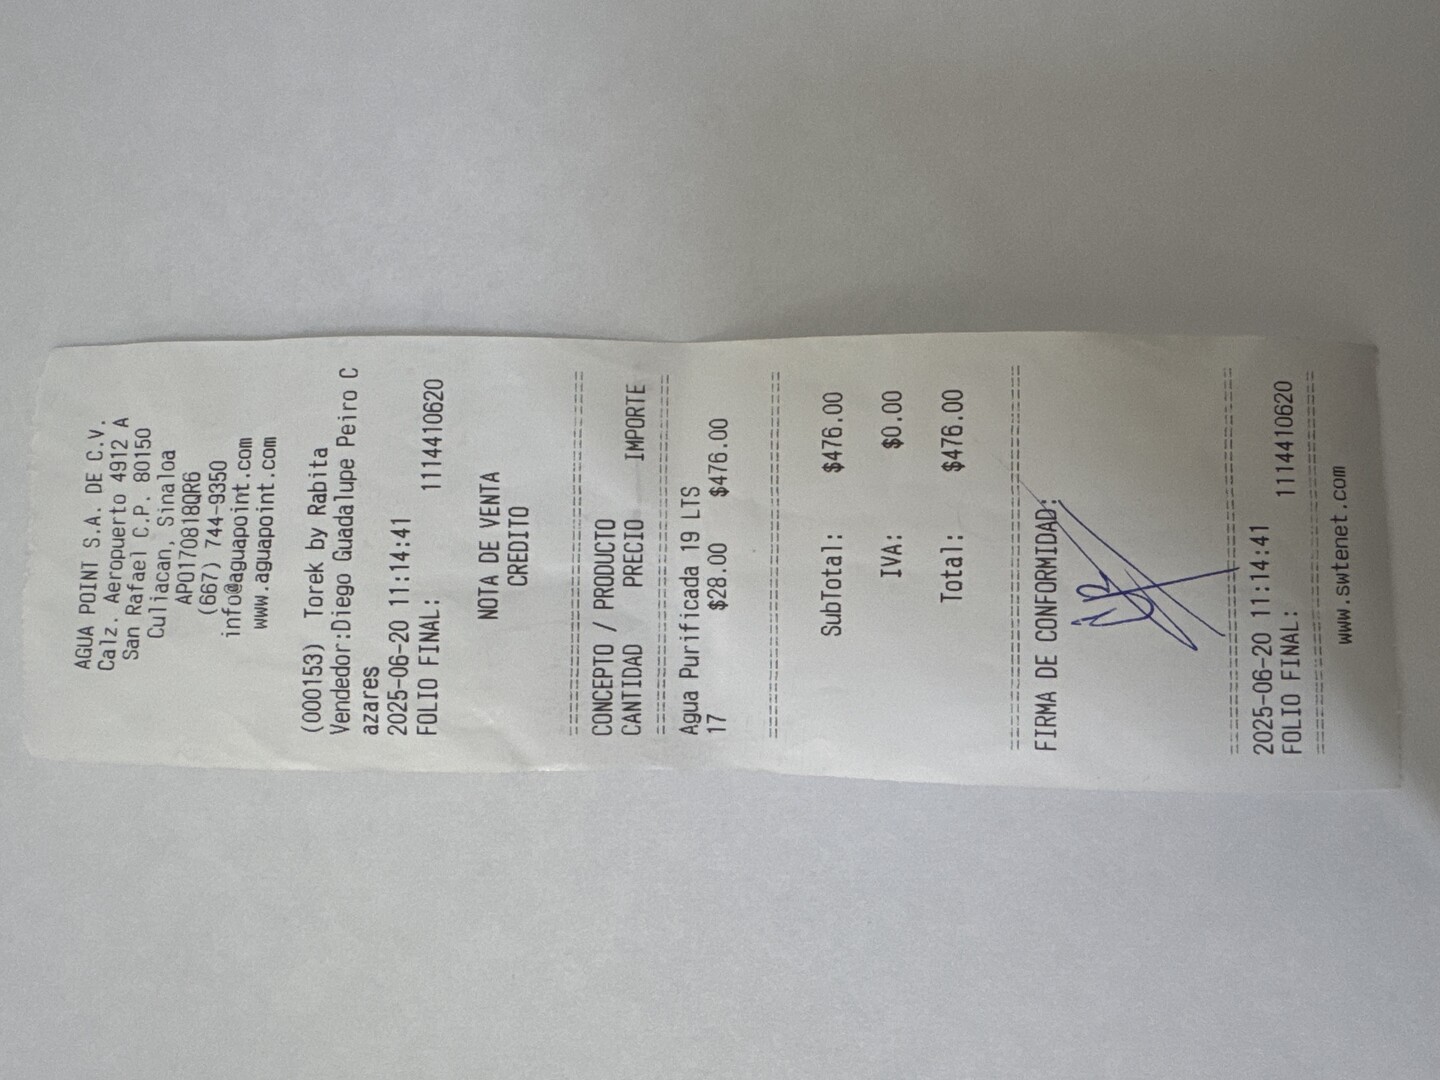 AGUA POINT S.A. DE C.V.
Calz. Aeropuerto 4912 A
San Rafael C.P. 80150
Culiacan, Sinaloa
APO170818QR6
(667) 744-9350
info@aguapoint.com
www.aguapoint.com
(000153) Torek by Rabita
Vendedor:Diego Guadalupe Peiro C
azares
2025-06-20 11:14:41
FOLIO FINAL: 1114410620
NOTA DE VENTA
CREDITO
================================
CONCEPTO / PRODUCTO
CANTIDAD PRECIO IMPORTE
================================
Agua Purificada 19 LTS
17 $28.00 $476.00
================================
SubTotal: $476.00
IVA: $0.00
Total: $476.00
================================
FIRMA DE CONFORMIDAD:
================================
2025-06-20 11:14:41
FOLIO FINAL: 1114410620
================================
www.swtenet.com